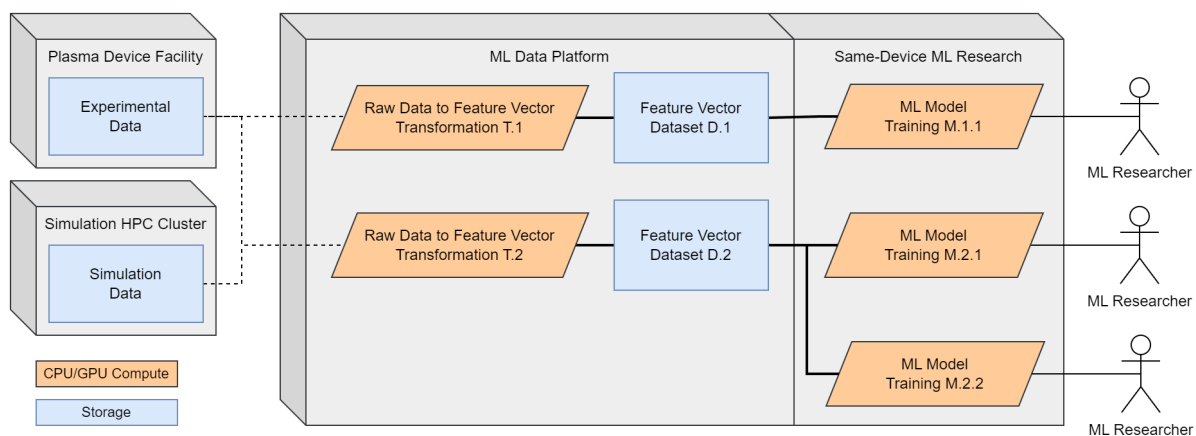 Plasma Device Facility
Experimental
Data
Simulation HPC Cluster
Simulation
Data
CPU/GPU Compute
Storage
ML Data Platform
Raw Data to Feature Vector
Transformation T.1
Feature Vector
Dataset D.1
Raw Data to Feature Vector
Transformation T.2
Feature Vector
Dataset D.2
Same-Device ML Research
ML Model
Training M.1.1
ML Model
Training M.2.1
ML Model
Training M.2.2
ML Researcher
ML Researcher
ML Researcher